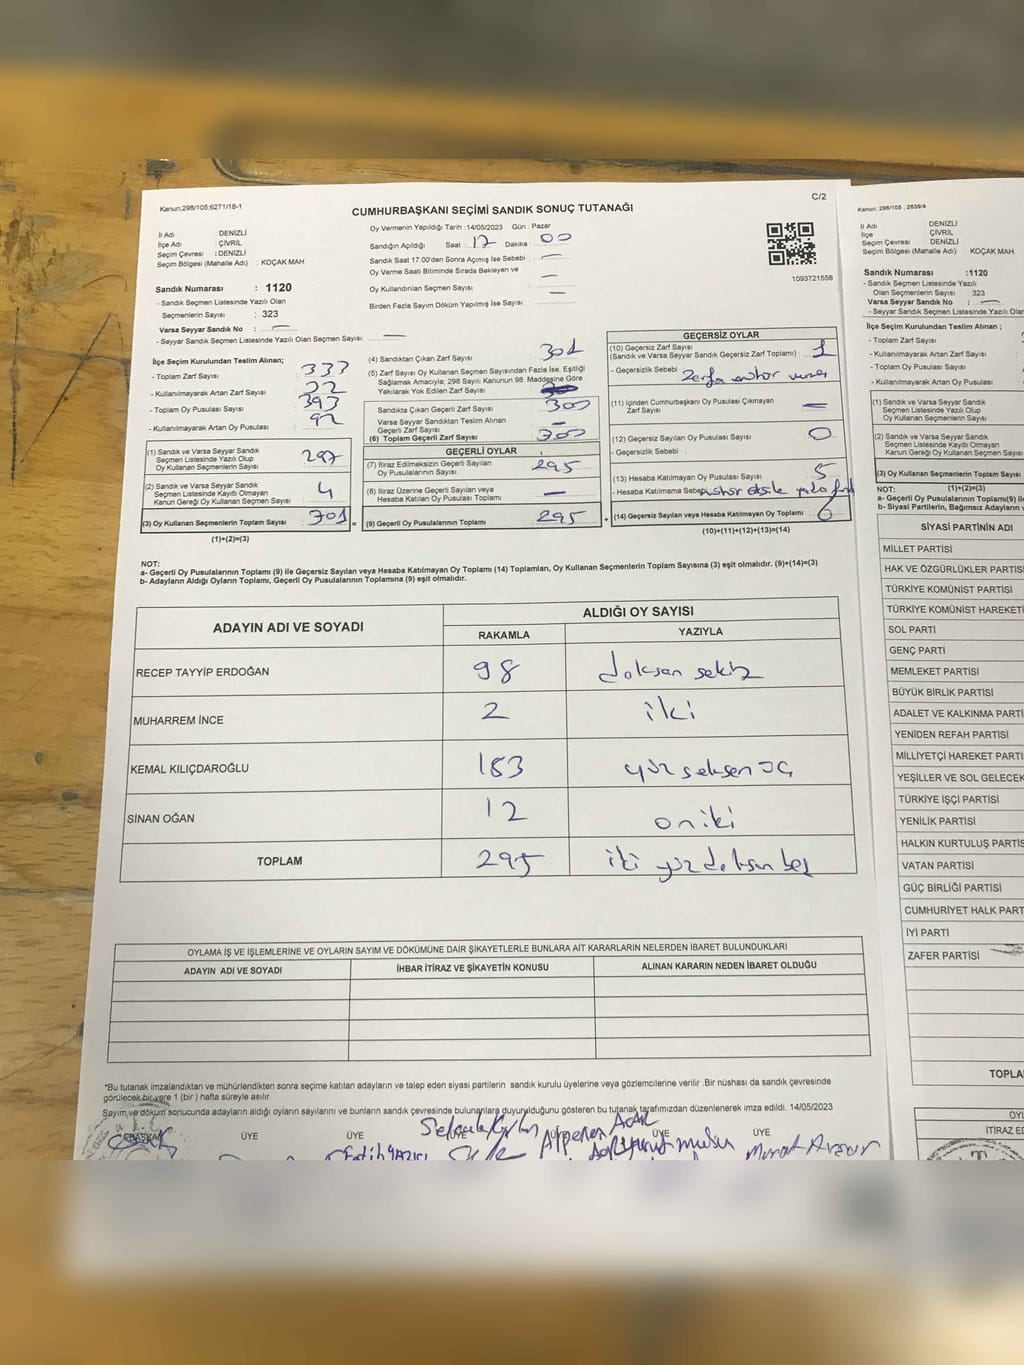 Kanun;298/105;6271/18-1
C/2
CUMHURBAŞKANI SEÇİMİ SANDIK SONUÇ TUTANAĞI
İl Adı : DENİZLİ
İlçe Adı : ÇİVRİL
Seçim Çevresi : DENİZLİ
Seçim Bölgesi (Mahalle Adı) : KOÇAK MAH.
Sandık Numarası : 1120
- Sandık Seçmen Listesinde Yazılı Olan
Seçmenlerin Sayısı : 323
Varsa Seyyar Sandık No : —
- Seyyar Sandık Seçmen Listesinde Yazılı Olan Seçmen Sayısı : —
Oy Vermenin Yapıldığı Tarih :14/05/2023 Gün : Pazar
Sandığın Açıldığı Saat : 17 Dakika : 00
Sandık Saat 17:00'den Sonra Açımış İse Sebebi : —
Oy Verme Saati Bitiminde Sırada Bekleyen ve
Oy Kullandırılan Seçmen Sayısı : —
Birden Fazla Sayım Döküm Yapılmış İse Sayısı : —
1093721558
İlçe Seçim Kurulundan Teslim Alınan;
- Toplam Zarf Sayısı : 333
- Kullanılmayarak Artan Zarf Sayısı : 32
- Toplam Oy Pusulası Sayısı : 393
- Kullanılmayarak Artan Oy Pusulası : 92
(1) Sandık ve Varsa Seyyar Sandık
Seçmen Listesinde Yazılı Olup
Oy Kullanan Seçmenlerin Sayısı : 297
(2) Sandık ve Varsa Seyyar Sandık
Seçmen Listesinde Kayıtlı Olmayan
Kanun Gereği Oy Kullanan Seçmen Sayısı : 4
(3) Oy Kullanan Seçmenlerin Toplam Sayısı : 301 =
(1)+(2)=(3)
(4) Sandıktan Çıkan Zarf Sayısı : 301
(5) Zarf Sayısı Oy Kullanan Seçmen Sayısından Fazla İse, Eşitliği
Sağlamak Amacıyla; 298 Sayılı Kanunun 98. Maddesine Göre
Yakılarak Yok Edilen Zarf Sayısı :
Sandıkta Çıkan Geçerli Zarf Sayısı : 300
Varsa Seyyar Sandıktan Teslim Alınan
Geçerli Zarf Sayısı : —
(6) Toplam Geçerli Zarf Sayısı : 300
GEÇERLİ OYLAR
(7) İtiraz Edilmeksizin Geçerli Sayılan
Oy Pusulalarının Sayısı : 295
(8) İtiraz Üzerine Geçerli Sayılan veya
Hesaba Katılan Oy Pusulası Toplamı : —
(9) Geçerli Oy Pusulalarının Toplamı : 295 +
GEÇERSİZ OYLAR
(10) Geçersiz Zarf Sayısı
(Sandık ve Varsa Seyyar Sandık Geçersiz Zarf Toplamı) : 1
- Geçersizlik Sebebi :
(11) İçinden Cumhurbaşkanı Oy Pusulası Çıkmayan
Zarf Sayısı : —
(12) Geçersiz Sayılan Oy Pusulası Sayısı : 0
- Geçersizlik Sebebi :
(13) Hesaba Katılmayan Oy Pusulası Sayısı : 5
- Hesaba Katılmama Sebebi
(14) Geçersiz Sayılan veya Hesaba Katılmayan Oy Toplamı : 6
(10)+(11)+(12)+(13)=(14)
NOT:
a- Geçerli Oy Pusulalarının Toplamı (9) ile Geçersiz Sayılan veya Hesaba Katılmayan Oy Toplamı (14) Toplamları, Oy Kullanan Seçmenlerin Toplam Sayısına (3) eşit olmalıdır. (9)+(14)=(3)
b- Adayların Aldığı Oyların Toplamı, Geçerli Oy Pusulalarının Toplamına (9) eşit olmalıdır.
ADAYIN ADI VE SOYADI ALDIĞI OY SAYISI
RAKAMLA YAZIYLA
RECEP TAYYİP ERDOĞAN 98 doksan sekiz
MUHARREM İNCE 2 iki
KEMAL KILIÇDAROĞLU 183 yüz seksen üç
SİNAN OĞAN 12 oniki
TOPLAM 295 iki yüz doksan beş
OYLAMA İŞ VE İŞLEMLERİNE VE OYLARIN SAYIM VE DÖKÜMÜNE DAİR ŞİKAYETLERLE BUNLARA AİT KARARLARIN NELERDEN İBARET BULUNDUKLARI
ADAYIN ADI VE SOYADI İHBAR İTİRAZ VE ŞİKAYETİN KONUSU ALINAN KARARIN NEDEN İBARET OLDUĞU
*Bu tutanak imzalandıktan ve mühürlendikten sonra seçime katılan adayların ve talep eden siyasi partilerin sandık kurulu üyelerine veya gözlemcilerine verilir .Bir nüshası da sandık çevresinde
görülecek bir yere 1 (bir ) hafta süreyle asılır.
Sayım ve döküm sonucunda adayların aldığı oyların sayılarını ve bunların sandık çevresinde bulunanlara duyurulduğunu gösteren bu tutanak tarafımızdan düzenlenerek imza edildi. 14/05/2023
BAŞKAN ÜYE ÜYE ÜYE ÜYE ÜYE ÜYE
Fatih YAZICI
Murat
Kanun; 298/105 , 2839/4
İl Adı : DENİZLİ
İlçe : ÇİVRİL
Seçim Çevresi : DENİZLİ
Seçim Bölgesi (Mahalle Adı) : KOÇAK MAH.
Sandık Numarası :1120
- Sandık Seçmen Listesinde Yazılı
Olan Seçmenlerin Sayısı : 323
Varsa Seyyar Sandık No : —
- Seyyar Sandık Seçmen Listesinde Yazılı Olan
İlçe Seçim Kurulundan Teslim Alınan ;
- Toplam Zarf Sayısı
- Kullanılmayarak Artan Zarf Sayısı
- Toplam Oy Pusulası Sayısı
- Kullanılmayarak Artan Oy Pusulası
(1) Sandık ve Varsa Seyyar Sandık
Seçmen Listesinde Yazılı Olup
Oy Kullanan Seçmenlerin Sayısı
(2) Sandık ve Varsa Seyyar Sandık
Seçmen Listesinde Kayıtlı Olmayan
Kanun Gereği Oy Kullanan Seçmen
(3) Oy Kullanan Seçmenlerin Toplam Sayısı
(1)+(2)=(3)
NOT:
a- Geçerli Oy Pusulalarının Toplamı(9) ile
b- Siyasi Partilerin, Bağımsız Adayların
SİYASİ PARTİNİN ADI
MİLLET PARTİSİ
HAK VE ÖZGÜRLÜKLER PARTİSİ
TÜRKİYE KOMÜNİST PARTİSİ
TÜRKİYE KOMÜNİST HAREKETİ
SOL PARTİ
GENÇ PARTİ
MEMLEKET PARTİSİ
BÜYÜK BİRLİK PARTİSİ
ADALET VE KALKINMA PARTİ
YENİDEN REFAH PARTİSİ
MİLLİYETÇİ HAREKET PARTİ
YEŞİLLER VE SOL GELECEK
TÜRKİYE İŞÇİ PARTİSİ
YENİLİK PARTİSİ
HALKIN KURTULUŞ PARTİS
VATAN PARTİSİ
GÜÇ BİRLİĞİ PARTİSİ
CUMHURİYET HALK PART
İYİ PARTİ
ZAFER PARTİSİ
TOPLA
OYL
İTİRAZ ED